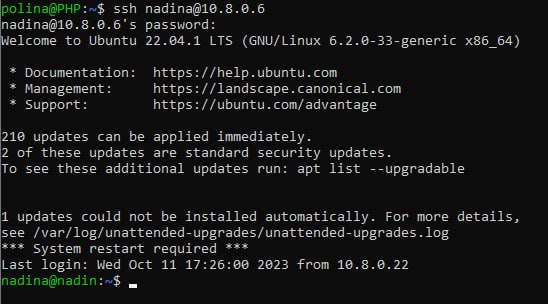 polina@PHP:~$ ssh nadina@10.8.0.6
nadina@10.8.0.6's password:
Welcome to Ubuntu 22.04.1 LTS (GNU/Linux 6.2.0-33-generic x86_64)
* Documentation:  https://help.ubuntu.com
* Management:     https://landscape.canonical.com
* Support:        https://ubuntu.com/advantage
210 updates can be applied immediately.
2 of these updates are standard security updates.
To see these additional updates run: apt list --upgradable
1 updates could not be installed automatically. For more details,
see /var/log/unattended-upgrades/unattended-upgrades.log
*** System restart required ***
Last login: Wed Oct 11 17:26:00 2023 from 10.8.0.22
nadina@nadin:~$